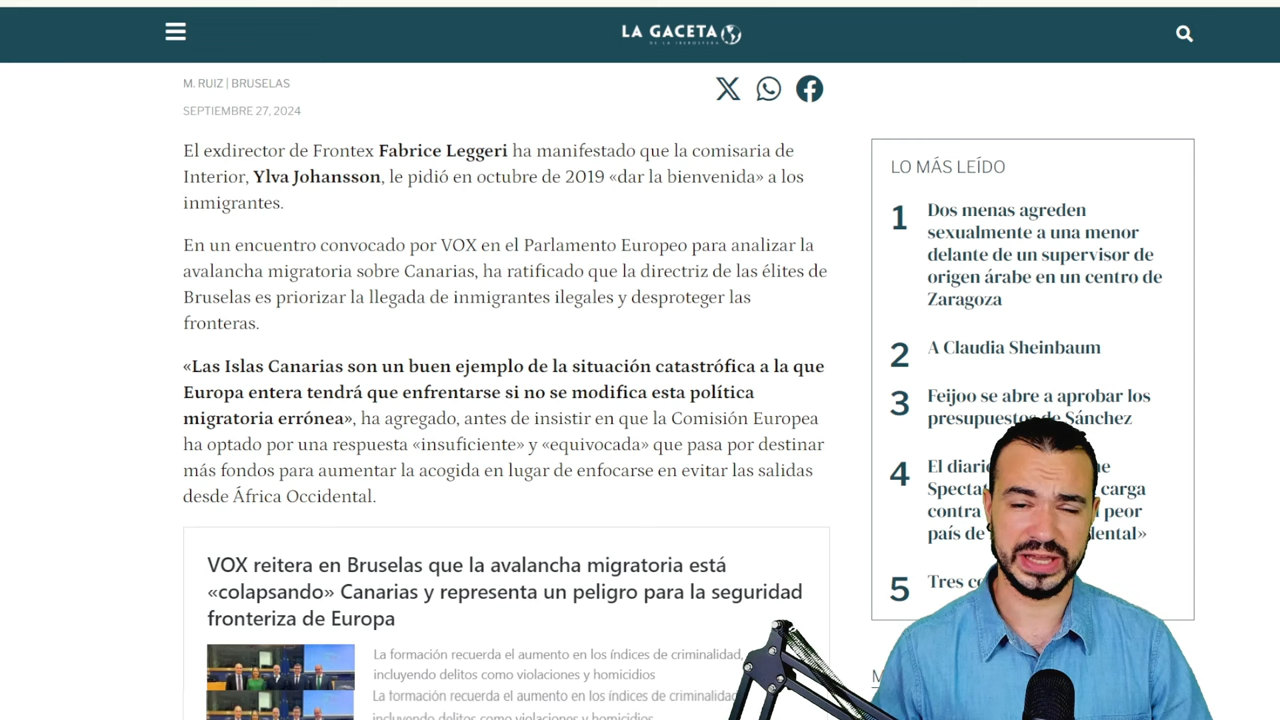 LA GACETA
DE LA IBEROSFERA
M. RUIZ | BRUSELAS
SEPTIEMBRE 27, 2024
El exdirector de Frontex Fabrice Leggeri ha manifestado que la comisaria de
Interior, Ylva Johansson, le pidió en octubre de 2019 «dar la bienvenida» a los
inmigrantes.
En un encuentro convocado por VOX en el Parlamento Europeo para analizar la
avalancha migratoria sobre Canarias, ha ratificado que la directriz de las élites de
Bruselas es priorizar la llegada de inmigrantes ilegales y desproteger las
fronteras.
«Las Islas Canarias son un buen ejemplo de la situación catastrófica a la que
Europa entera tendrá que enfrentarse si no se modifica esta política
migratoria errónea», ha agregado, antes de insistir en que la Comisión Europea
ha optado por una respuesta «insuficiente» y «equivocada» que pasa por destinar
más fondos para aumentar la acogida en lugar de enfocarse en evitar las salidas
desde África Occidental.
VOX reitera en Bruselas que la avalancha migratoria está
«colapsando» Canarias y representa un peligro para la seguridad
fronteriza de Europa
La formación recuerda el aumento en los índices de criminalidad,
incluyendo delitos como violaciones y homicidios
La formación recuerda el aumento en los índices de criminalidad
incluyendo delitos como violaciones y homicidios
LO MÁS LEÍDO
1
Dos menas agreden
sexualmente a una menor
delante de un supervisor de
origen árabe en un centro de
Zaragoza
2
A Claudia Sheinbaum
3
Feijoo se abre a aprobar los
presupuestos de Sánchez
4
El
carga
contra peor
país de
5
Tres